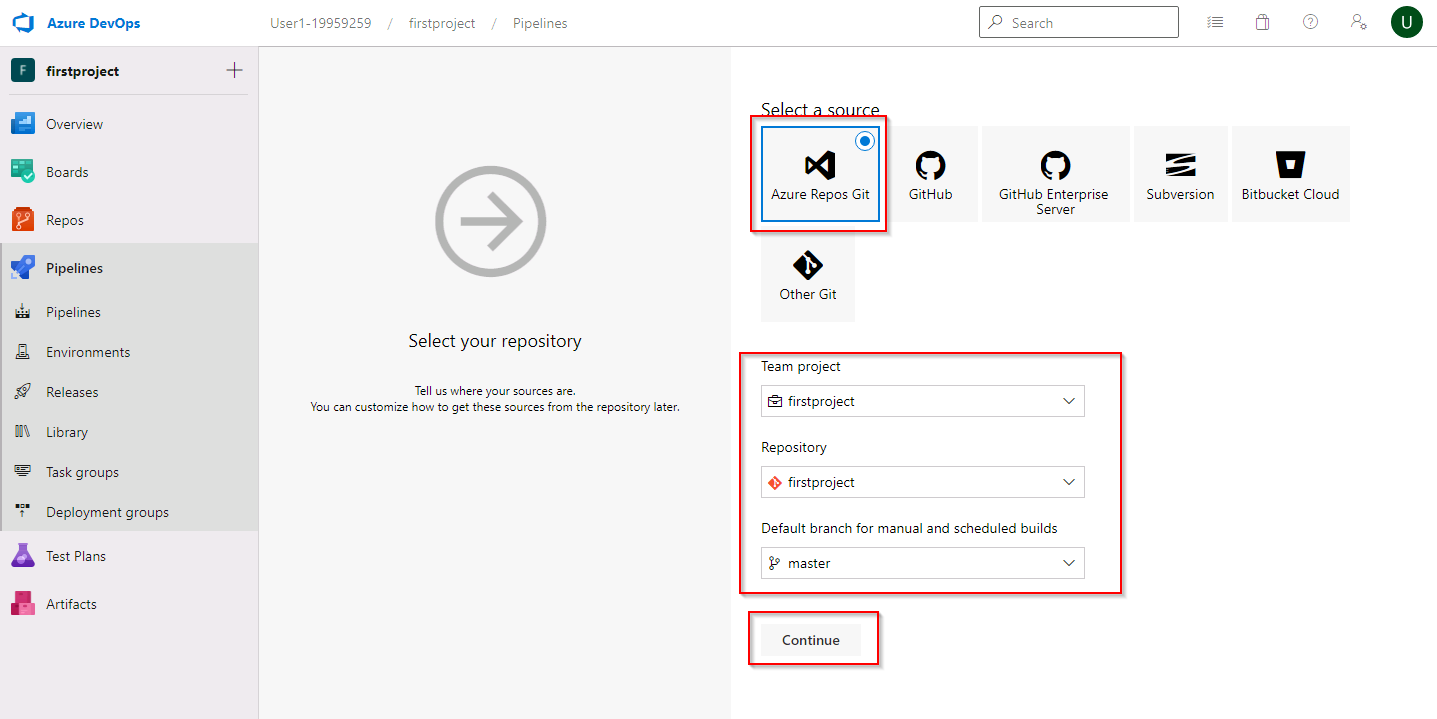 Azure DevOps
User1-19959259 / firstproject / Pipelines
Search
U
F firstproject
Overview
Boards
Repos
Pipelines
Pipelines
Environments
Releases
Library
Task groups
Deployment groups
Test Plans
Artifacts
Select your repository
Tell us where your sources are.
You can customize how to get these sources from the repository later.
Select a source
Azure Repos Git
GitHub
GitHub Enterprise
Server
Subversion
Bitbucket Cloud
Other Git
Team project
firstproject
Repository
firstproject
Default branch for manual and scheduled builds
master
Continue